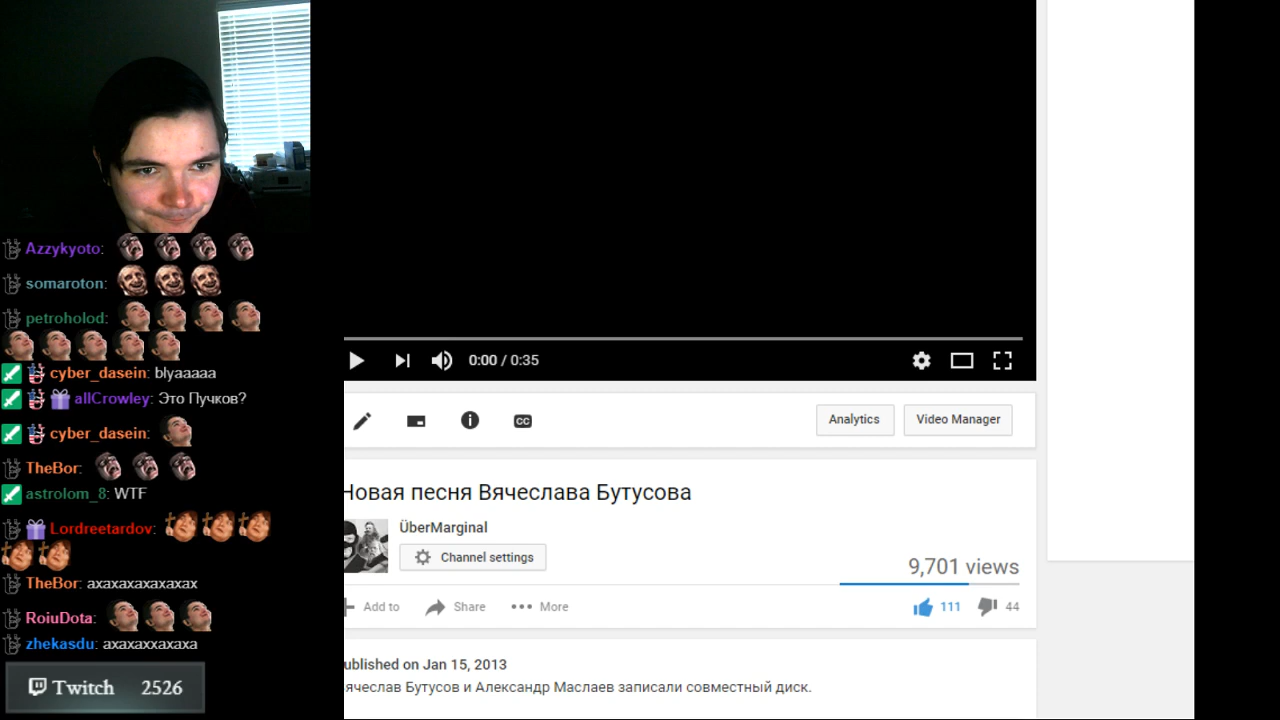 Azzykyoto:
somaroton:
petroholod:
cyber_dasein: blyaaaaa
allCrowley: Это Пучков?
cyber_dasein:
TheBor:
astrolom_8: WTF
Lordreetardov:
TheBor: ахахахахахахах
RoiuDota:
zhekasdu: ахахаххахаха
Twitch 2526
0:00 / 0:35
CC
Analytics
Video Manager
Новая песня Вячеслава Бутусова
ÜberMarginal
Channel settings
9,701 views
Add to
Share
More
111
44
ublished on Jan 15, 2013
ячеслав Бутусов и Александр Маслаев записали совместный диск.